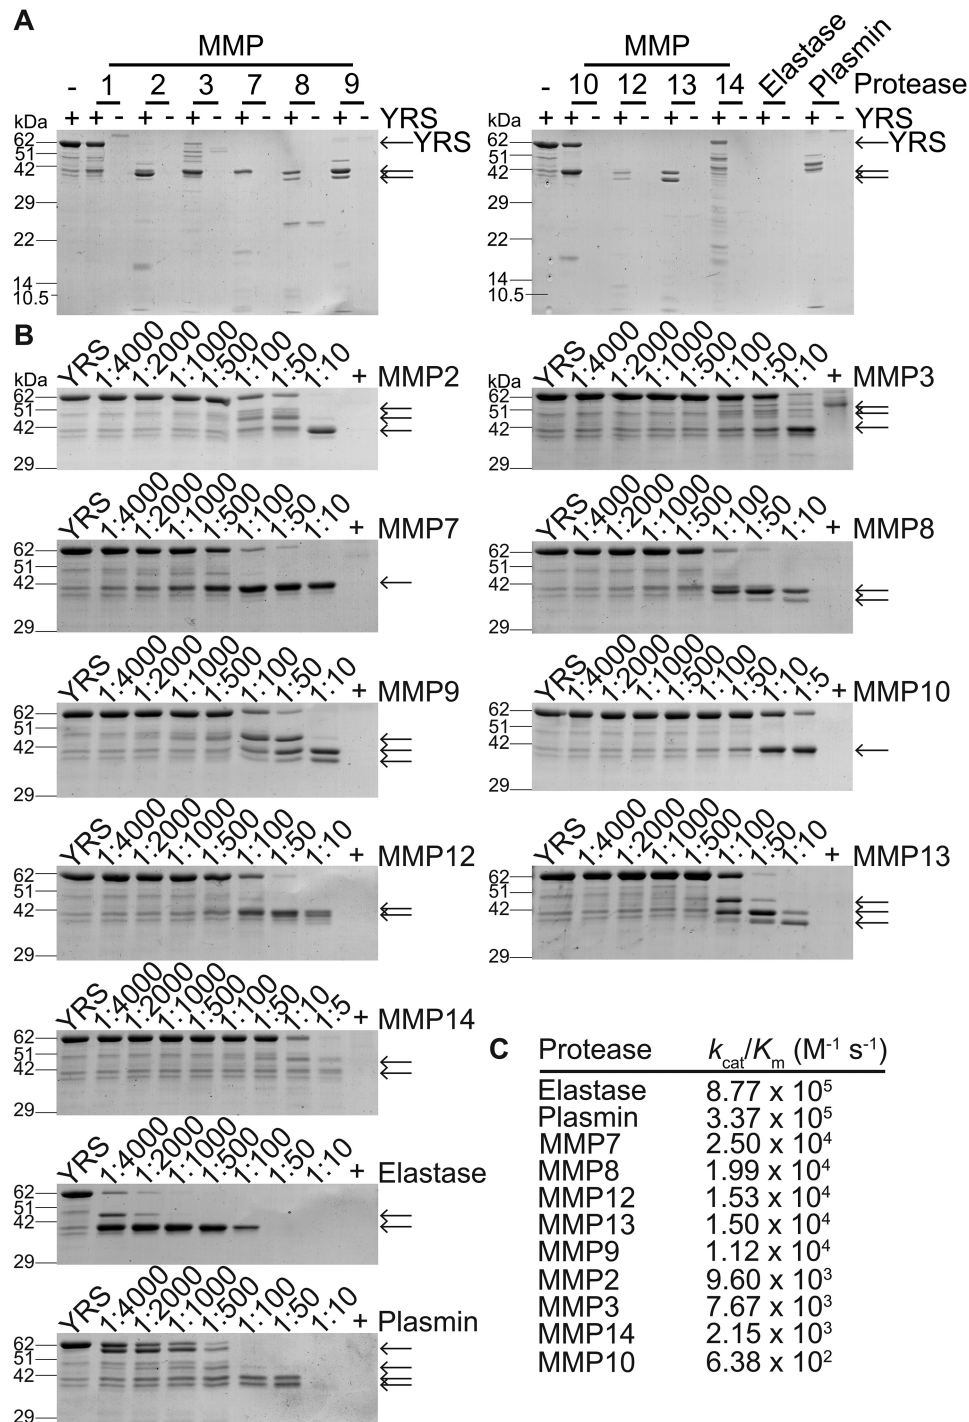 A
MMP MMP Elastase Plasmin
- 1 2 3 7 8 9 - 10 12 13 14 Protease
kDa + + - + - + - + - + - + - YRS kDa + + - + - + - + - + - + - YRS
62 ←YRS 62 ←YRS
51 51
42 42
29 29
22 22
14 14
10.5 10.5
B
YRS 1:4000 1:2000 1:1000 1:500 1:100 1:50 1:10 + MMP2
kDa
62
51
42
29
YRS 1:4000 1:2000 1:1000 1:500 1:100 1:50 1:10 + MMP3
kDa
62
51
42
29
YRS 1:4000 1:2000 1:1000 1:500 1:100 1:50 1:10 + MMP7
62
51
42
29
YRS 1:4000 1:2000 1:1000 1:500 1:100 1:50 1:10 + MMP8
62
51
42
29
YRS 1:4000 1:2000 1:1000 1:500 1:100 1:50 1:10 + MMP9
62
51
42
29
YRS 1:4000 1:2000 1:1000 1:500 1:100 1:50 1:10 1:5 + MMP10
62
51
42
29
YRS 1:4000 1:2000 1:1000 1:500 1:100 1:50 1:10 + MMP12
62
51
42
29
YRS 1:4000 1:2000 1:1000 1:500 1:100 1:50 1:10 + MMP13
62
51
42
29
YRS 1:4000 1:2000 1:1000 1:500 1:100 1:50 1:10 1:5 + MMP14
62
51
42
29
YRS 1:4000 1:2000 1:1000 1:500 1:100 1:50 1:10 + Elastase
62
51
42
29
YRS 1:4000 1:2000 1:1000 1:500 1:100 1:50 1:10 + Plasmin
62
51
42
29
C Protease kcat/Km (M⁻¹ s⁻¹)
Elastase 8.77 x 10⁵
Plasmin 3.37 x 10⁵
MMP7 2.50 x 10⁴
MMP8 1.99 x 10⁴
MMP12 1.53 x 10⁴
MMP13 1.50 x 10⁴
MMP9 1.12 x 10⁴
MMP2 9.60 x 10³
MMP3 7.67 x 10³
MMP14 2.15 x 10³
MMP10 6.38 x 10²